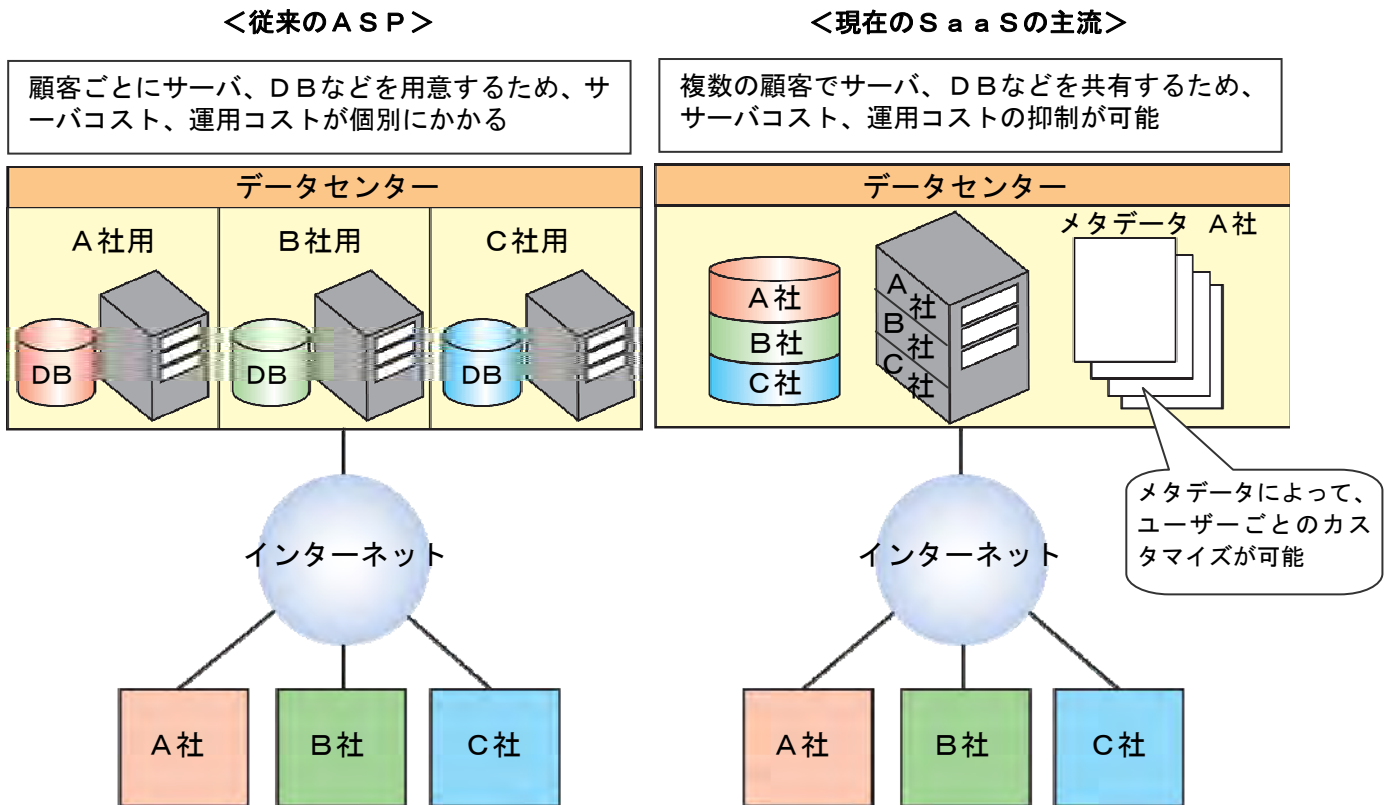 ＜従来のＡＳＰ＞
顧客ごとにサーバ、ＤＢなどを用意するため、サ
ーバコスト、運用コストが個別にかかる
データセンター
Ａ社用
Ｂ社用
Ｃ社用
DB
DB
DB
インターネット
Ａ社
Ｂ社
Ｃ社
＜現在のＳａａＳの主流＞
複数の顧客でサーバ、ＤＢなどを共有するため、
サーバコスト、運用コストの抑制が可能
データセンター
メタデータ Ａ社
Ａ社
Ｂ社
Ｃ社
Ａ社
Ｂ社
Ｃ社
メタデータによって、
ユーザーごとのカス
タマイズが可能
インターネット
Ａ社
Ｂ社
Ｃ社